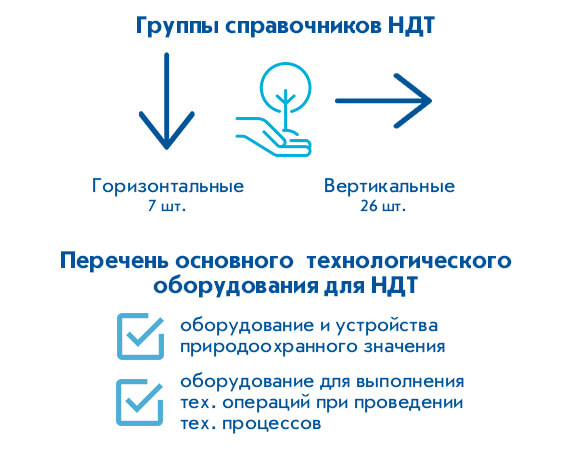 Группы справочников НДТ
Горизонтальные
7 шт.
Вертикальные
26 шт.
Перечень основного технологического
оборудования для НДТ
оборудование и устройства
природоохранного значения
оборудование для выполнения
тех. операций при проведении
тех. процессов